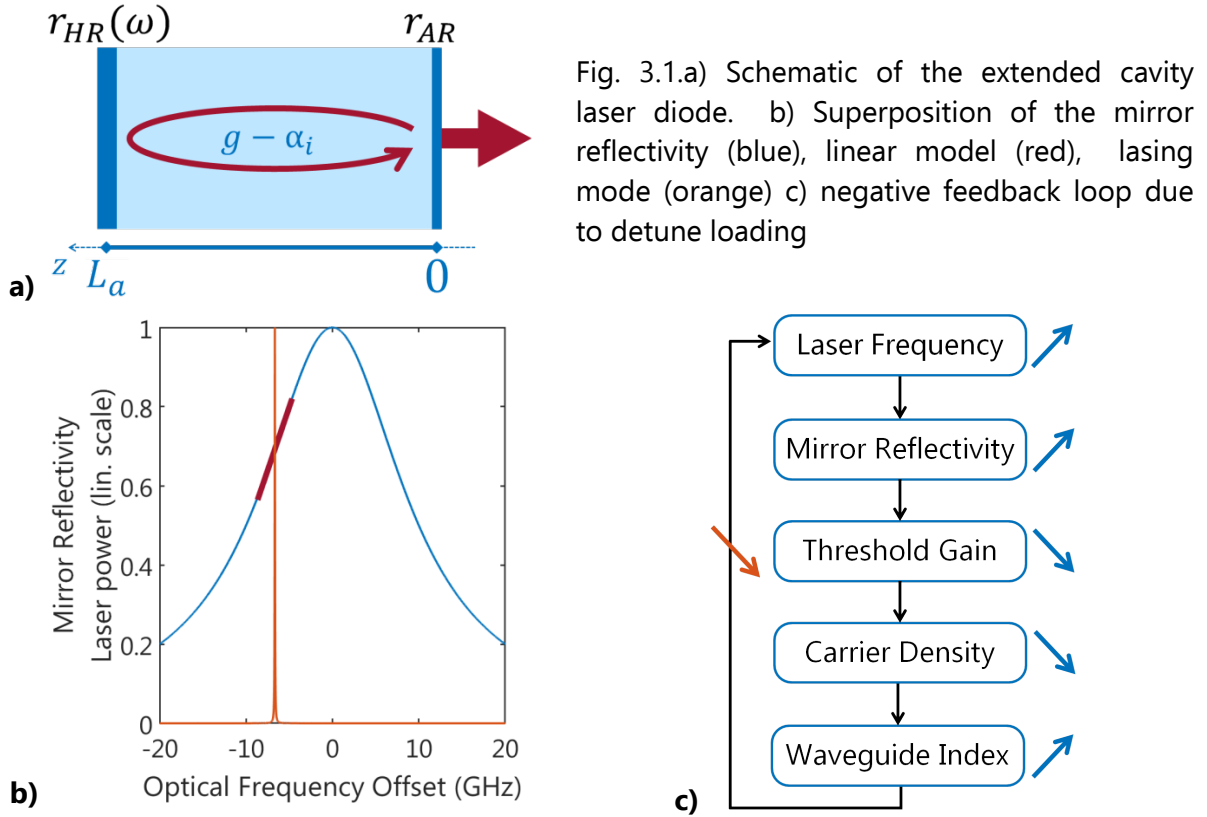 r_HR(ω)
r_AR
g − α_i
z
L_a
0
a)
Fig. 3.1.a) Schematic of the extended cavity
laser diode. b) Superposition of the mirror
reflectivity (blue), linear model (red), lasing
mode (orange) c) negative feedback loop due
to detune loading
Mirror Reflectivity
Laser power (lin. scale)
1
0.8
0.6
0.4
0.2
0
-20
-10
0
10
20
Optical Frequency Offset (GHz)
b)
Laser Frequency
Mirror Reflectivity
Threshold Gain
Carrier Density
Waveguide Index
c)